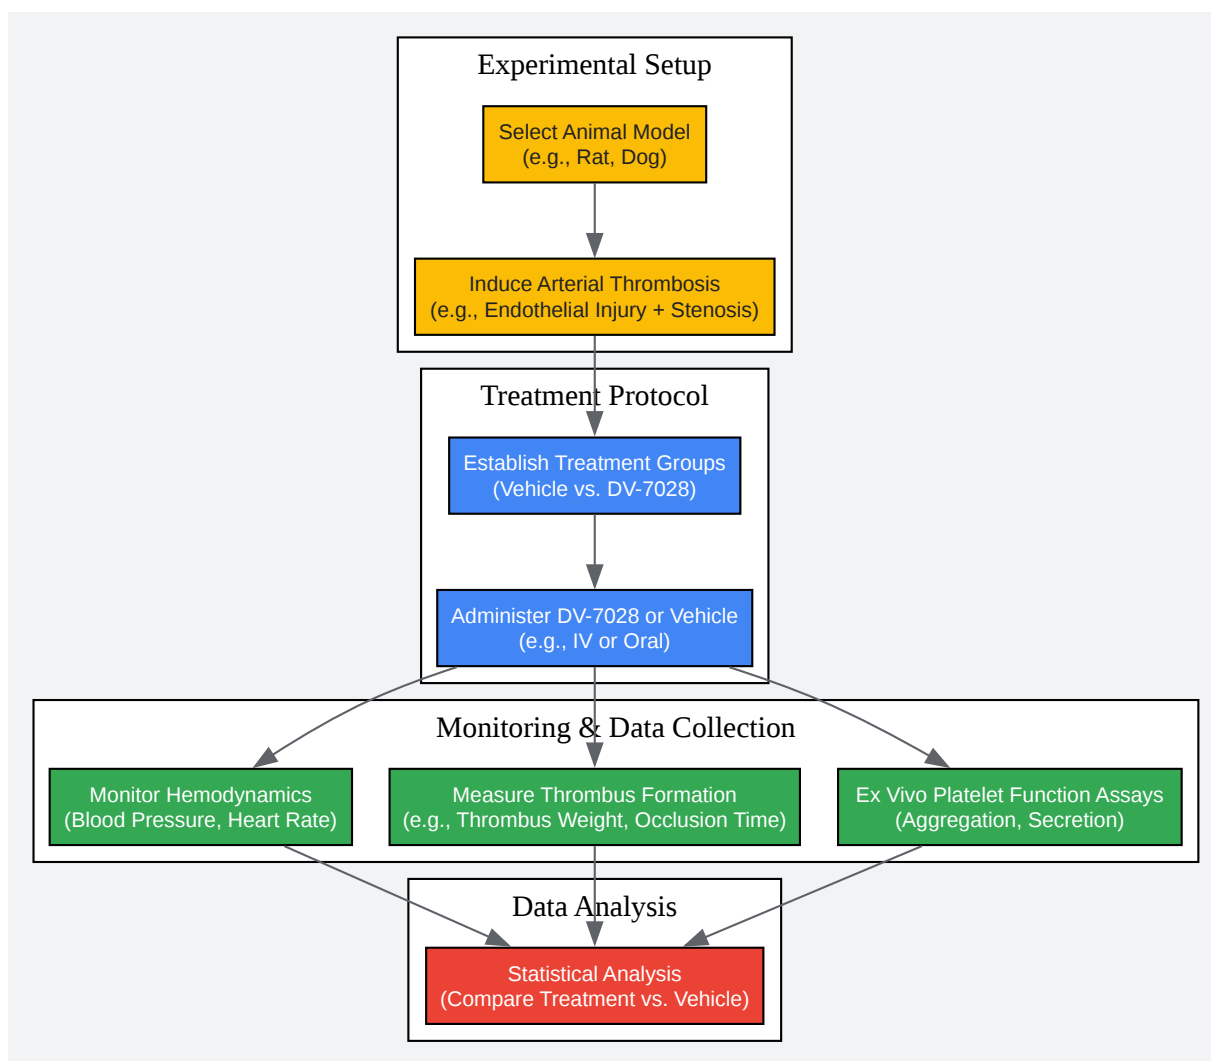 Experimental Setup
Select Animal Model
(e.g., Rat, Dog)
Induce Arterial Thrombosis
(e.g., Endothelial Injury + Stenosis)
Treatment Protocol
Establish Treatment Groups
(Vehicle vs. DV-7028)
Administer DV-7028 or Vehicle
(e.g., IV or Oral)
Monitoring & Data Collection
Monitor Hemodynamics
(Blood Pressure, Heart Rate)
Measure Thrombus Formation
(e.g., Thrombus Weight, Occlusion Time)
Ex Vivo Platelet Function Assays
(Aggregation, Secretion)
Data Analysis
Statistical Analysis
(Compare Treatment vs. Vehicle)